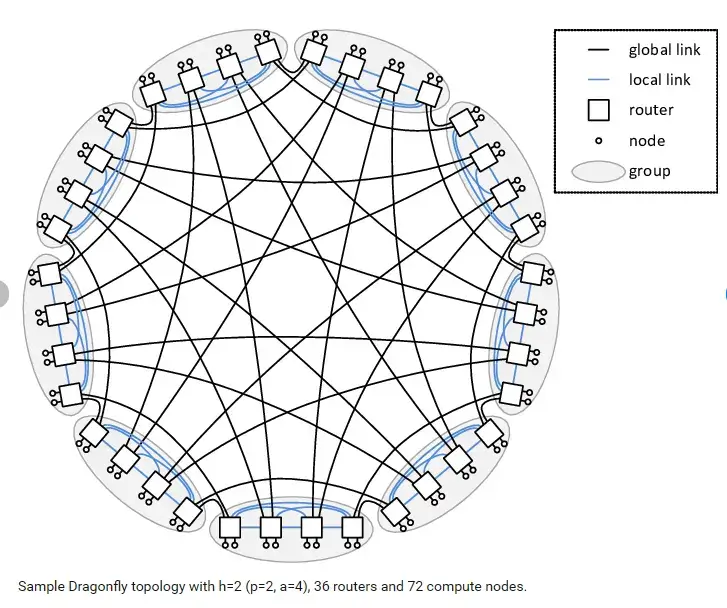 global link
local link
router
node
group
Sample Dragonfly topology with h=2 (p=2, a=4), 36 routers and 72 compute nodes.